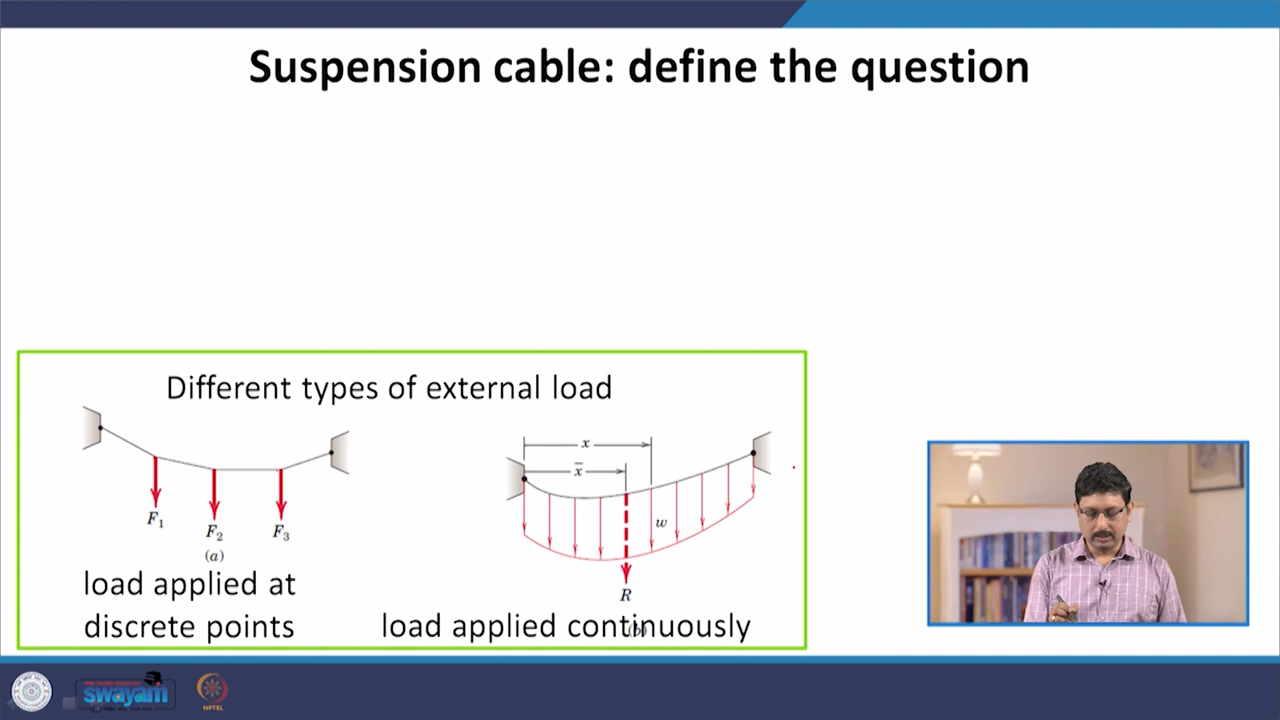 Suspension cable: define the question
Different types of external load
F1
F2
F3
(a)
load applied at
discrete points
x
x̅
w
R
load applied continuously
swayam
NPTEL